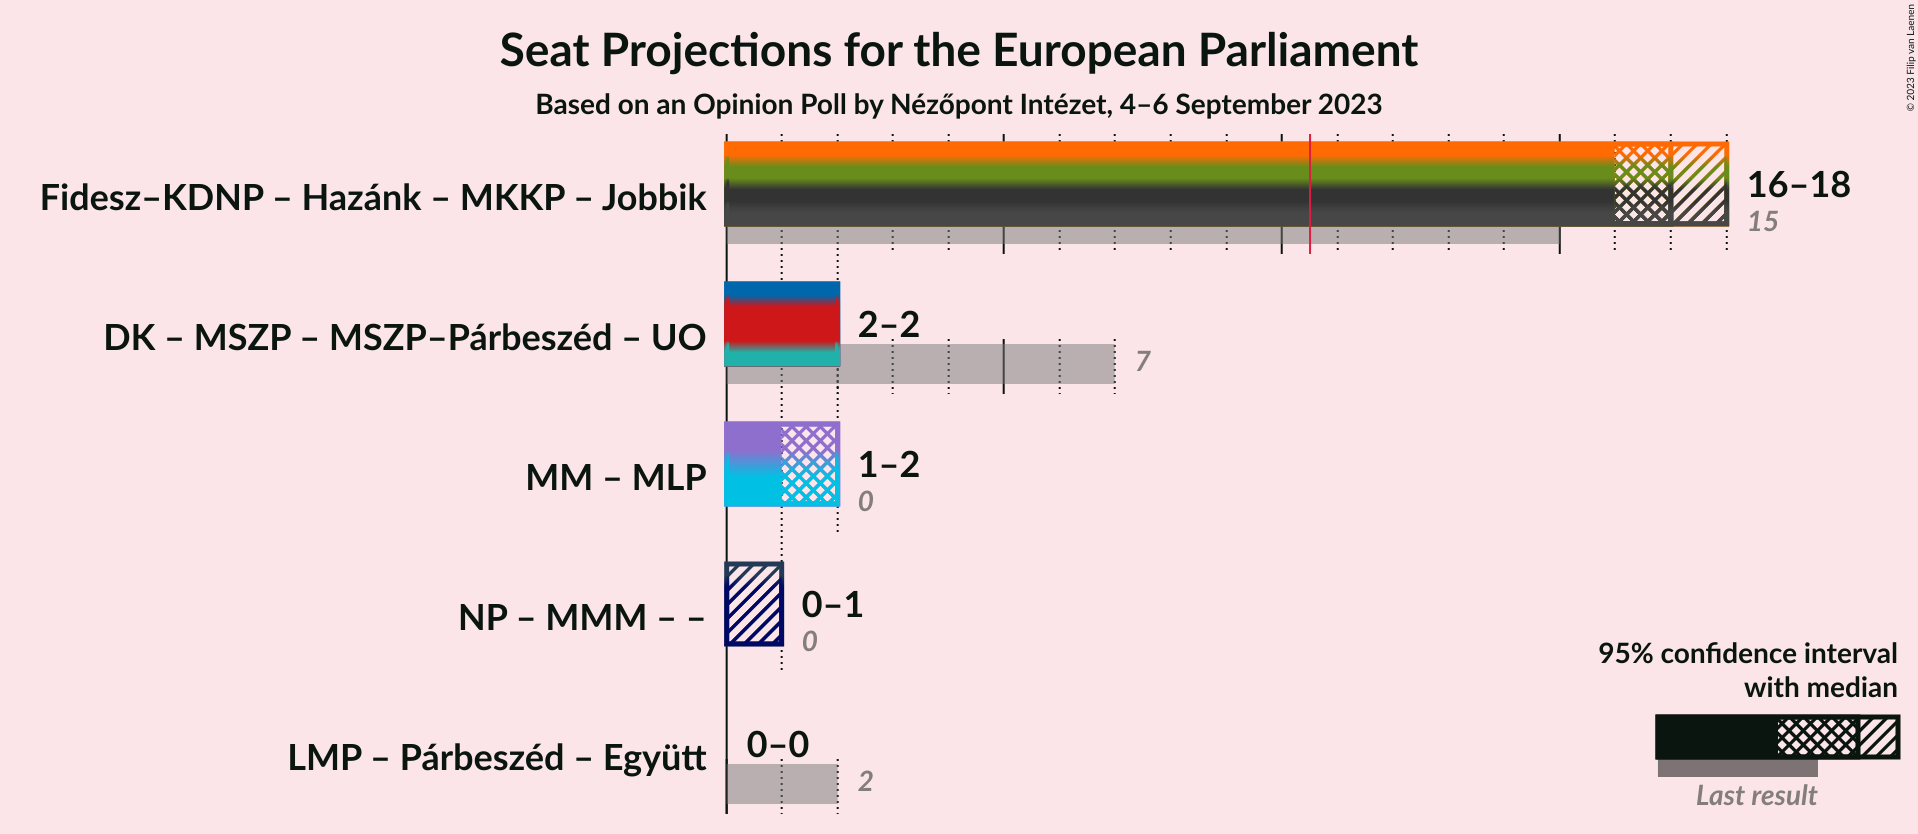 Seat Projections for the European Parliament
Based on an Opinion Poll by Nézőpont Intézet, 4–6 September 2023
© 2023 Filip van Laenen
Fidesz–KDNP – Hazánk – MKKP – Jobbik
16–18
15
DK – MSZP – MSZP–Párbeszéd – UO
2–2
7
MM – MLP
1–2
0
NP – MMM – –
0–1
0
LMP – Párbeszéd – Együtt
0–0
2
95% confidence interval
with median
Last result